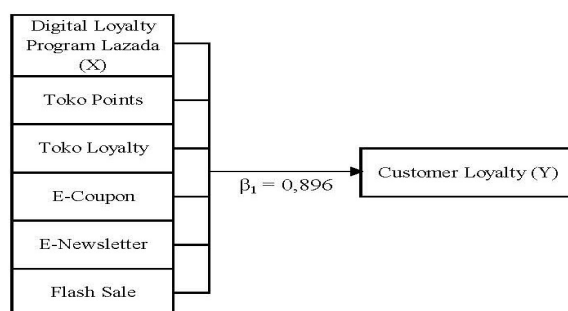 Digital Loyalty
Program Lazada
(X)
Toko Points
Toko Loyalty
E-Coupon
E-Newsletter
Flash Sale
β₁ = 0,896
Customer Loyalty (Y)